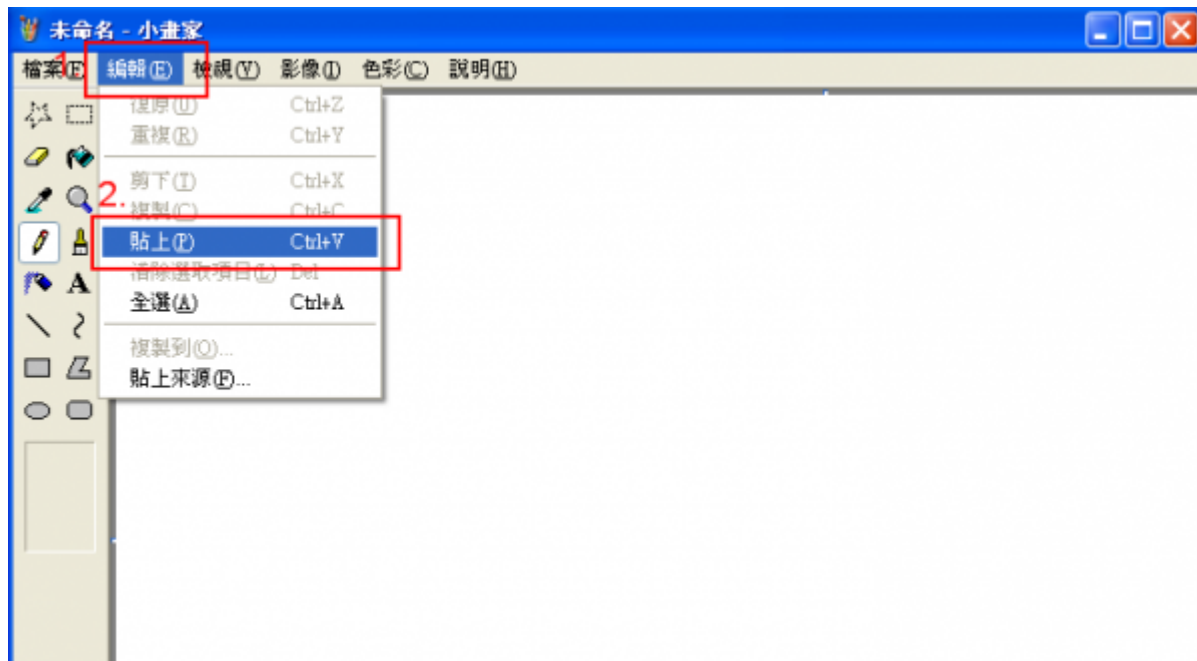 未命名 - 小畫家
1.
檔案(F) 編輯(E) 檢視(V) 影像(I) 色彩(C) 說明(H)
復原(U) Ctrl+Z
重複(R) Ctrl+Y
剪下(T) Ctrl+X
2.
複製(C) Ctrl+C
貼上(P) Ctrl+V
清除選取項目(L) Del
全選(A) Ctrl+A
複製到(O)...
貼上來源(F)...
A